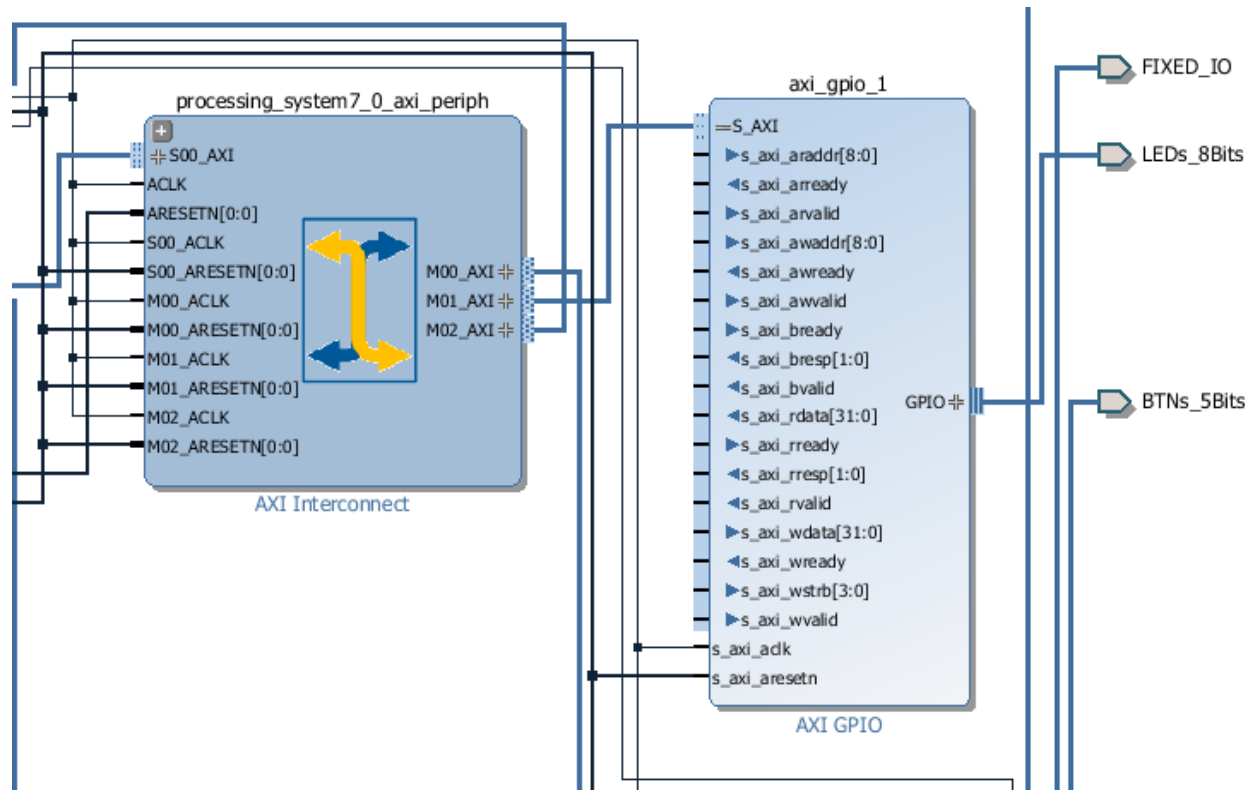 processing_system7_0_axi_periph
S00_AXI
ACLK
ARESETN[0:0]
S00_ACLK
S00_ARESETN[0:0]
M00_ACLK
M00_ARESETN[0:0]
M01_ACLK
M01_ARESETN[0:0]
M02_ACLK
M02_ARESETN[0:0]
M00_AXI
M01_AXI
M02_AXI
AXI Interconnect
axi_gpio_1
S_AXI
s_axi_araddr[8:0]
s_axi_arready
s_axi_arvalid
s_axi_awaddr[8:0]
s_axi_awready
s_axi_awvalid
s_axi_bready
s_axi_bresp[1:0]
s_axi_bvalid
s_axi_rdata[31:0]
s_axi_rready
s_axi_rresp[1:0]
s_axi_rvalid
s_axi_wdata[31:0]
s_axi_wready
s_axi_wstrb[3:0]
s_axi_wvalid
s_axi_aclk
s_axi_aresetn
GPIO
AXI GPIO
FIXED_IO
LEDs_8Bits
BTNs_5Bits